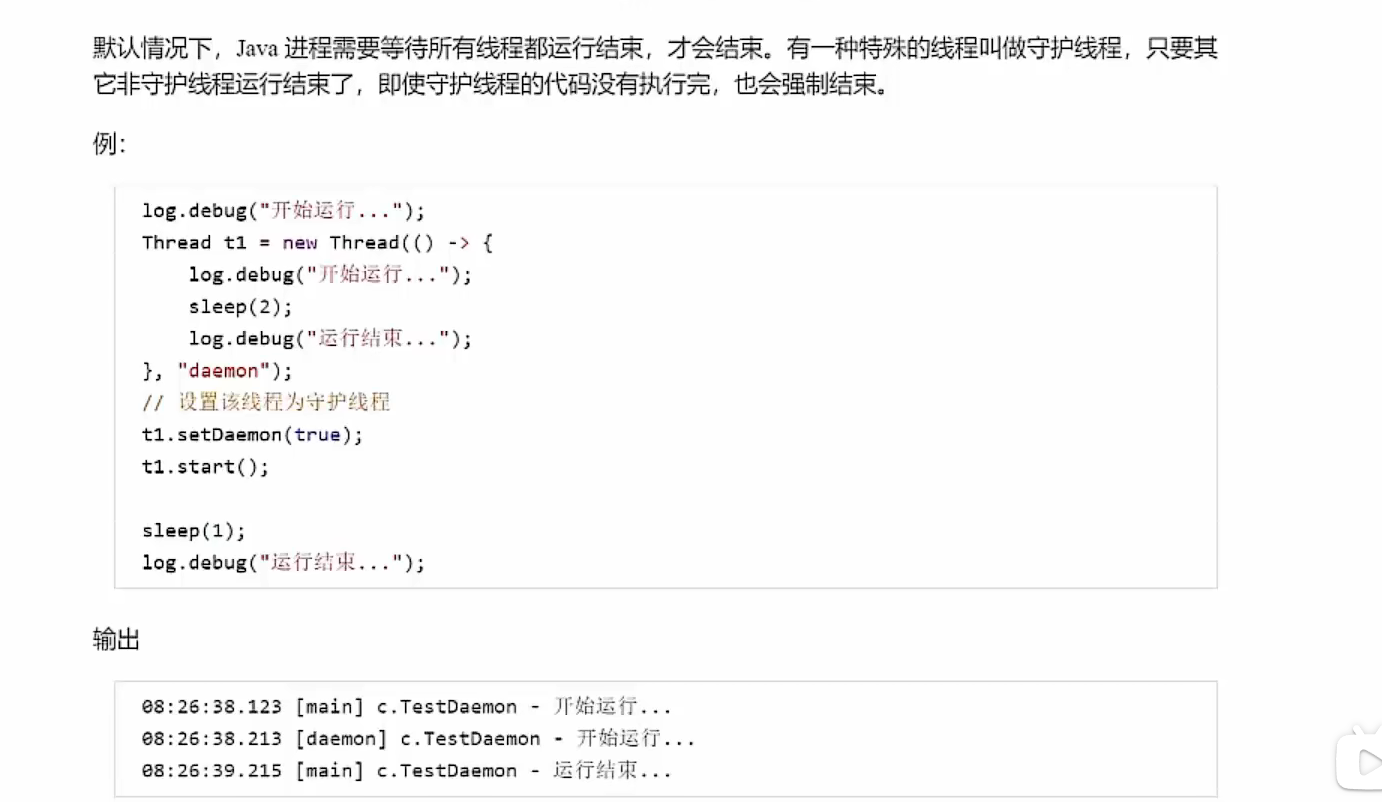 默认情况下，Java 进程需要等待所有线程都运行结束，才会结束。有一种特殊的线程叫做守护线程，只要其
它非守护线程运行结束了，即使守护线程的代码没有执行完，也会强制结束。
例：
log.debug("开始运行...");
Thread t1 = new Thread(() -> {
    log.debug("开始运行...");
    sleep(2);
    log.debug("运行结束...");
}, "daemon");
// 设置该线程为守护线程
t1.setDaemon(true);
t1.start();
sleep(1);
log.debug("运行结束...");
输出
08:26:38.123 [main] c.TestDaemon - 开始运行...
08:26:38.213 [daemon] c.TestDaemon - 开始运行...
08:26:39.215 [main] c.TestDaemon - 运行结束...